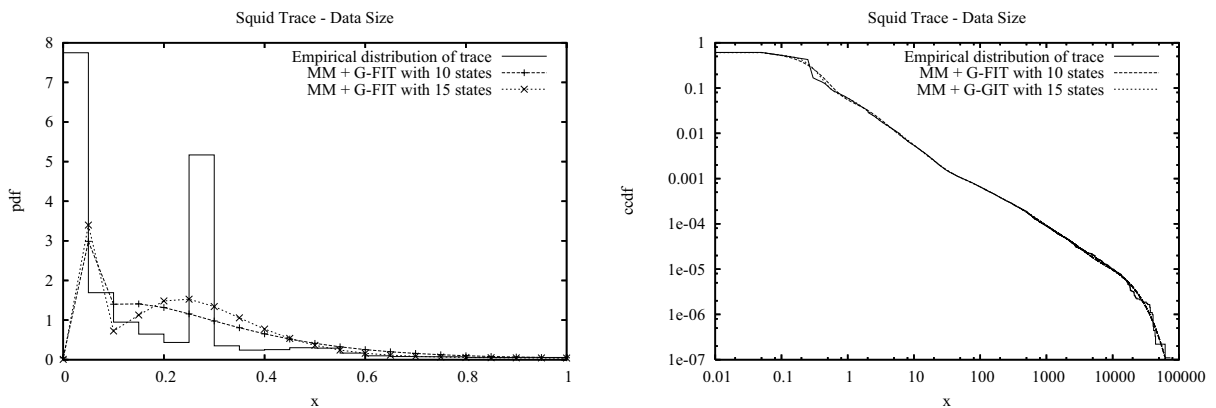 Squid Trace - Data Size
8
7
6
5
4
3
2
1
0
pdf
0
0.2
0.4
0.6
0.8
1
x
Empirical distribution of trace
MM + G-FIT with 10 states
MM + G-FIT with 15 states
Squid Trace - Data Size
1
0.1
0.01
0.001
1e-04
1e-05
1e-06
1e-07
ccdf
0.01
0.1
1
10
100
1000
10000
100000
x
Empirical distribution of trace
MM + G-FIT with 10 states
MM + G-GIT with 15 states